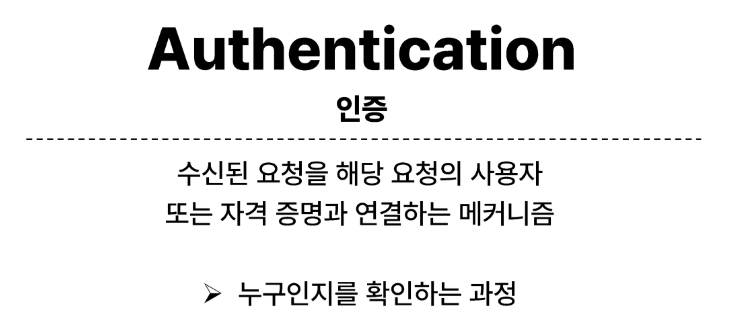 Authentication
인증
수신된 요청을 해당 요청의 사용자
또는 자격 증명과 연결하는 메커니즘
➢ 누구인지를 확인하는 과정